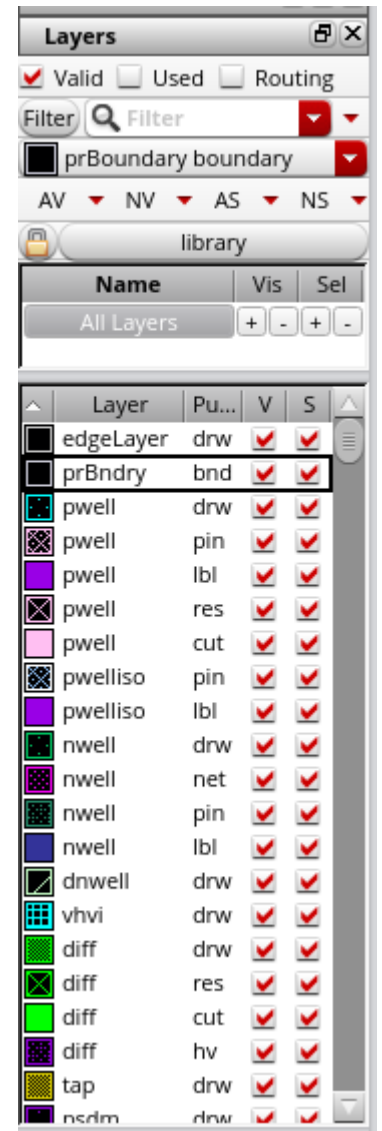 Layers
Valid Used Routing
Filter Filter
prBoundary boundary
AV NV AS NS
library
Name Vis Sel
All Layers + - + -
Layer Pu... V S
edgeLayer drw
prBndry bnd
pwell drw
pwell pin
pwell lbl
pwell res
pwell cut
pwelliso pin
pwelliso lbl
nwell drw
nwell net
nwell pin
nwell lbl
dnwell drw
vhvi drw
diff drw
diff res
diff cut
diff hv
tap drw
psdm drw